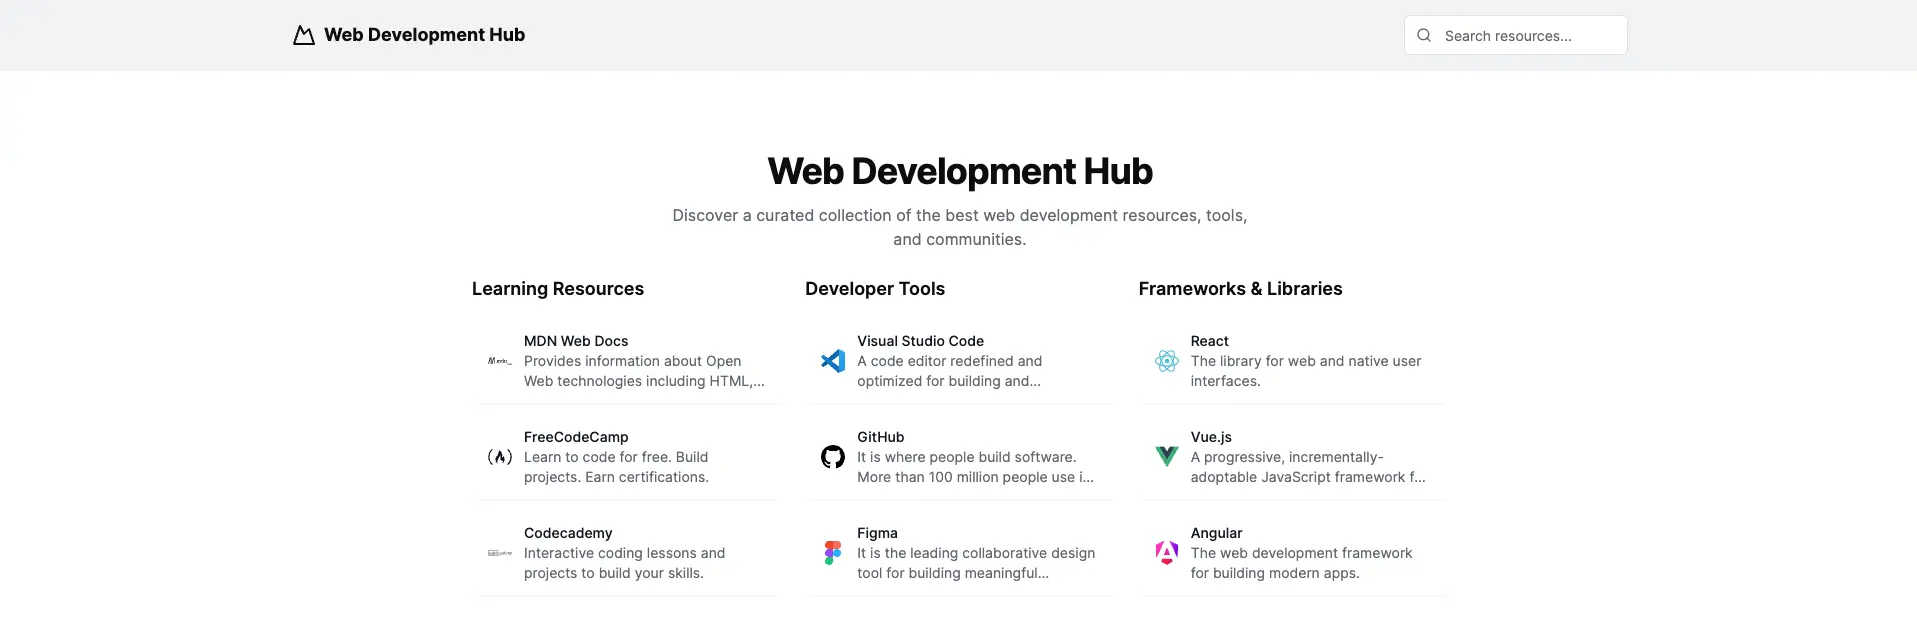 Web Development Hub
Search resources...
Web Development Hub
Discover a curated collection of the best web development resources, tools,
and communities.
Learning Resources
MDN Web Docs
Provides information about Open
Web technologies including HTML,...
FreeCodeCamp
Learn to code for free. Build
projects. Earn certifications.
Codecademy
Interactive coding lessons and
projects to build your skills.
Developer Tools
Visual Studio Code
A code editor redefined and
optimized for building and...
GitHub
It is where people build software.
More than 100 million people use i...
Figma
It is the leading collaborative design
tool for building meaningful...
Frameworks & Libraries
React
The library for web and native user
interfaces.
Vue.js
A progressive, incrementally-
adoptable JavaScript framework f...
Angular
The web development framework
for building modern apps.